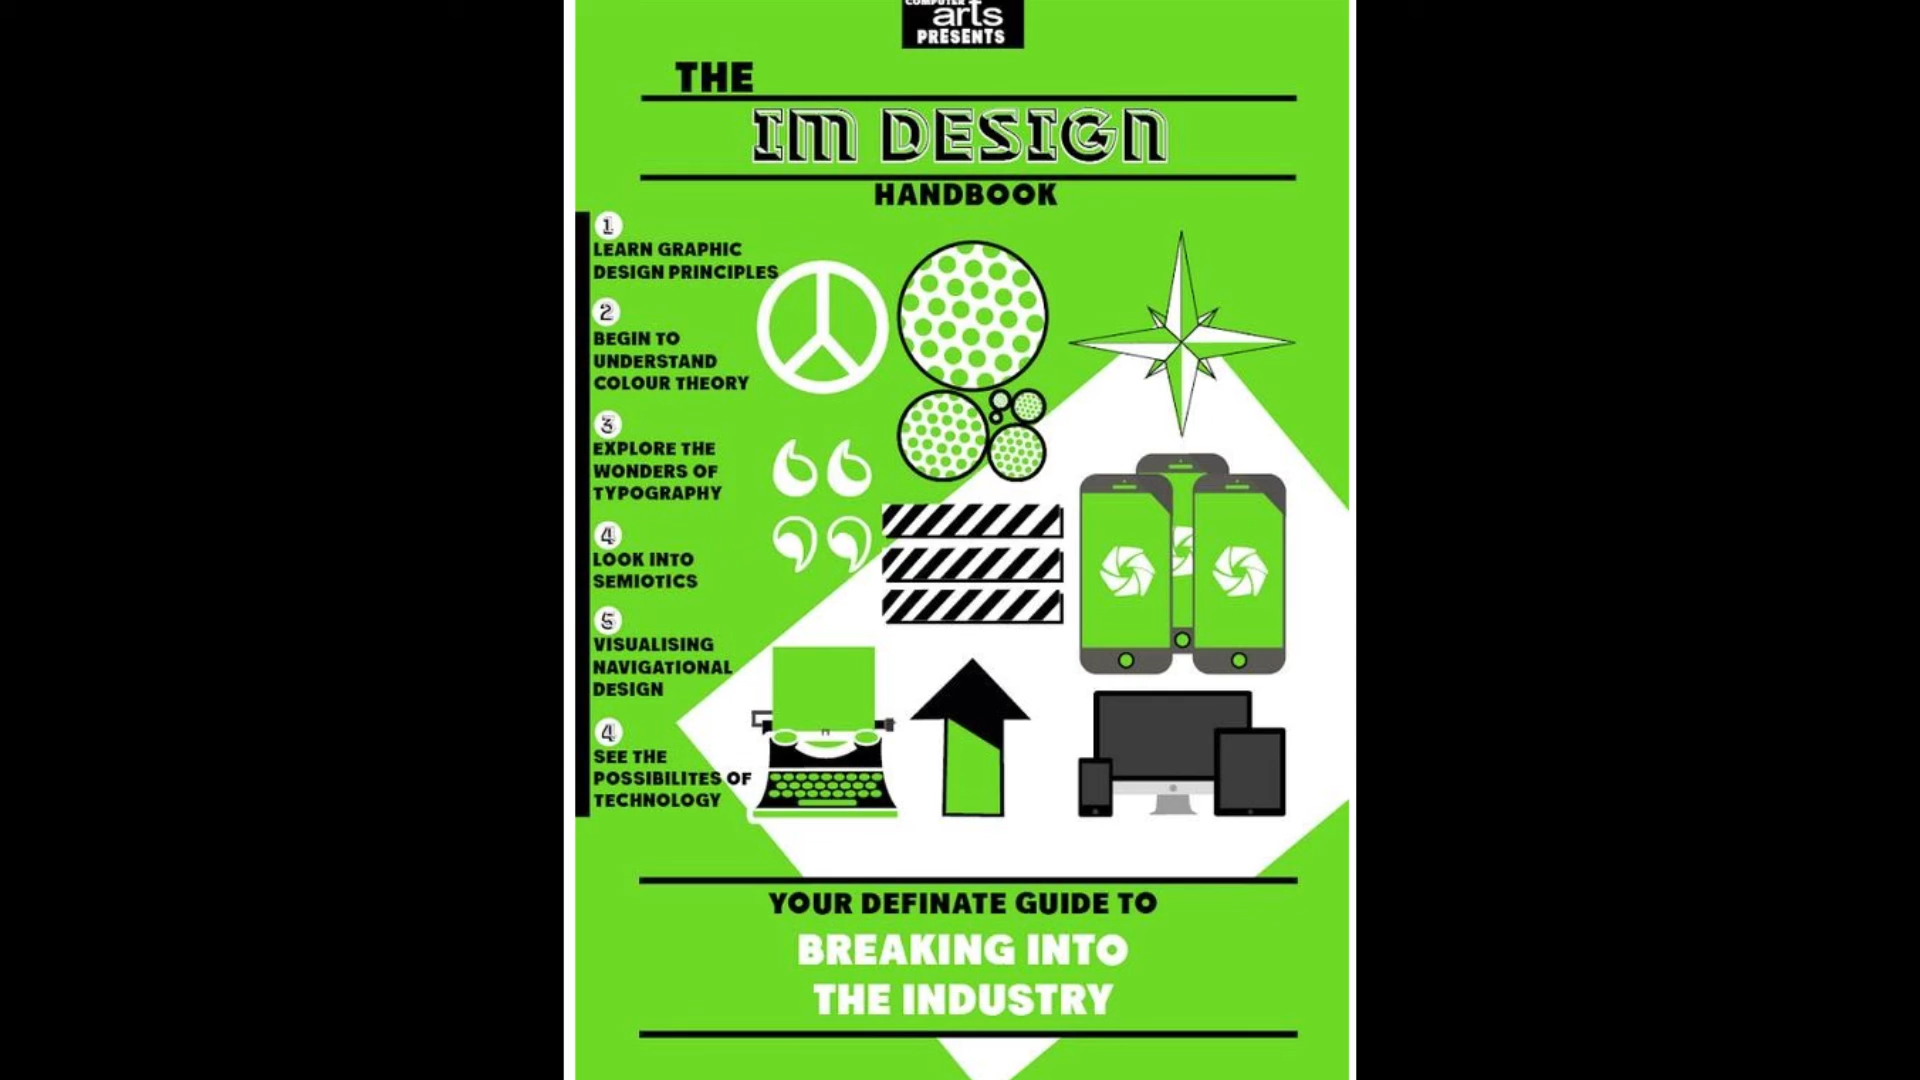 COMPUTER
arts
PRESENTS
THE
IM DESIGN
HANDBOOK
1
LEARN GRAPHIC
DESIGN PRINCIPLES
2
BEGIN TO
UNDERSTAND
COLOUR THEORY
3
EXPLORE THE
WONDERS OF
TYPOGRAPHY
4
LOOK INTO
SEMIOTICS
5
VISUALISING
NAVIGATIONAL
DESIGN
4
SEE THE
POSSIBILITES OF
TECHNOLOGY
YOUR DEFINATE GUIDE TO
BREAKING INTO
THE INDUSTRY